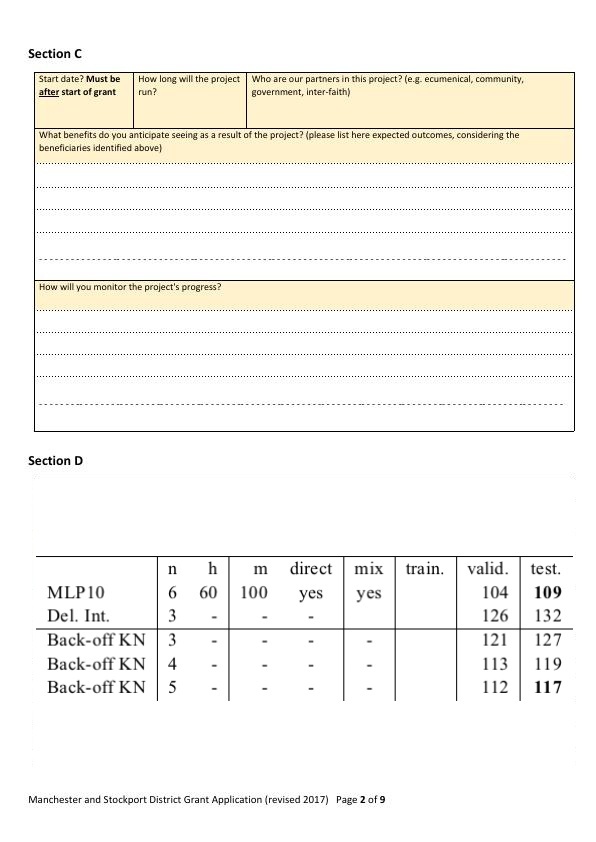 Section C
Start date? Must be
after start of grant
How long will the project
run?
Who are our partners in this project? (e.g. ecumenical, community,
government, inter-faith)
What benefits do you anticipate seeing as a result of the project? (please list here expected outcomes, considering the
beneficiaries identified above)
How will you monitor the project's progress?
Section D
n h m direct mix train. valid. test.
MLP10 6 60 100 yes yes 104 109
Del. Int. 3 - - - - 126 132
Back-off KN 3 - - - - 121 127
Back-off KN 4 - - - - 113 119
Back-off KN 5 - - - - 112 117
Manchester and Stockport District Grant Application (revised 2017) Page 2 of 9